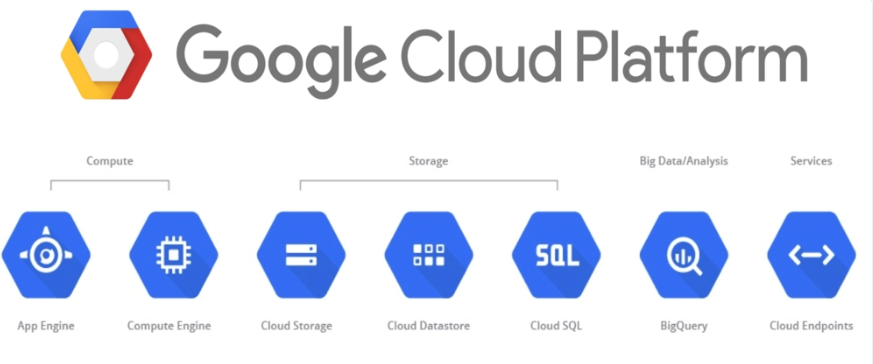 Google Cloud Platform
Compute
Storage
Big Data/Analysis
Services
SQL
App Engine
Compute Engine
Cloud Storage
Cloud Datastore
Cloud SQL
BigQuery
Cloud Endpoints